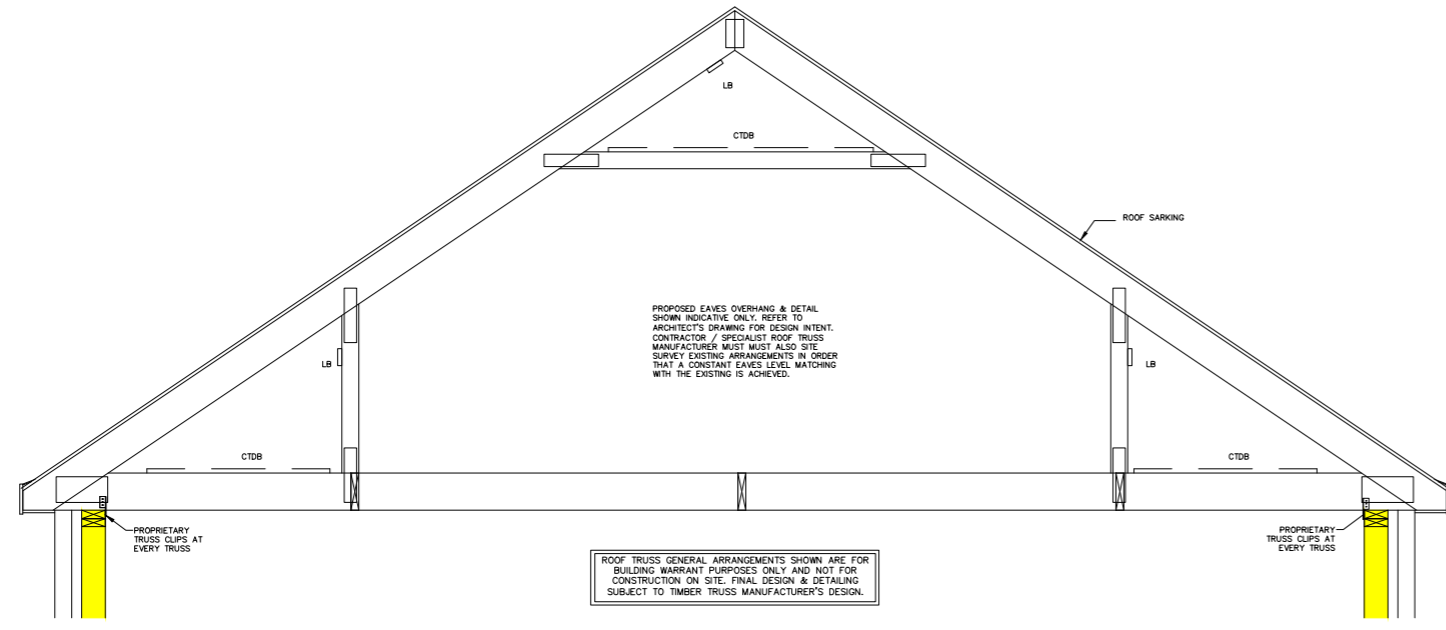 LB
CTDB
ROOF SARKING
PROPOSED EAVES OVERHANG & DETAIL
SHOWN INDICATIVE ONLY. REFER TO
ARCHITECT'S DRAWING FOR DESIGN INTENT.
CONTRACTOR / SPECIALIST ROOF TRUSS
MANUFACTURER MUST MUST ALSO SITE
SURVEY EXISTING ARRANGEMENTS IN ORDER
THAT A CONSTANT EAVES LEVEL MATCHING
WITH THE EXISTING IS ACHIEVED.
LB
LB
CTDB
CTDB
PROPRIETARY
TRUSS CLIPS AT
EVERY TRUSS
PROPRIETARY
TRUSS CLIPS AT
EVERY TRUSS
ROOF TRUSS GENERAL ARRANGEMENTS SHOWN ARE FOR
BUILDING WARRANT PURPOSES ONLY AND NOT FOR
CONSTRUCTION ON SITE. FINAL DESIGN & DETAILING
SUBJECT TO TIMBER TRUSS MANUFACTURER'S DESIGN.